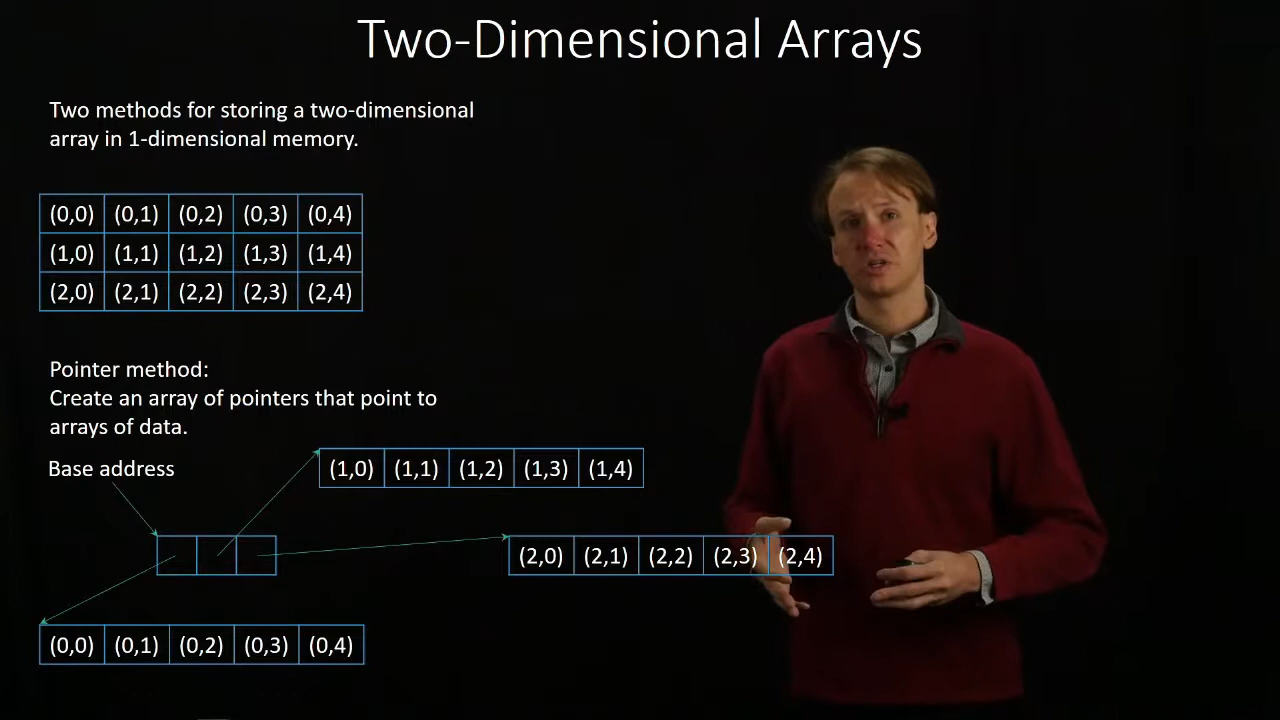 Two-Dimensional Arrays
Two methods for storing a two-dimensional
array in 1-dimensional memory.
(0,0) (0,1) (0,2) (0,3) (0,4)
(1,0) (1,1) (1,2) (1,3) (1,4)
(2,0) (2,1) (2,2) (2,3) (2,4)
Pointer method:
Create an array of pointers that point to
arrays of data.
Base address
(1,0) (1,1) (1,2) (1,3) (1,4)
(2,0) (2,1) (2,2) (2,3) (2,4)
(0,0) (0,1) (0,2) (0,3) (0,4)